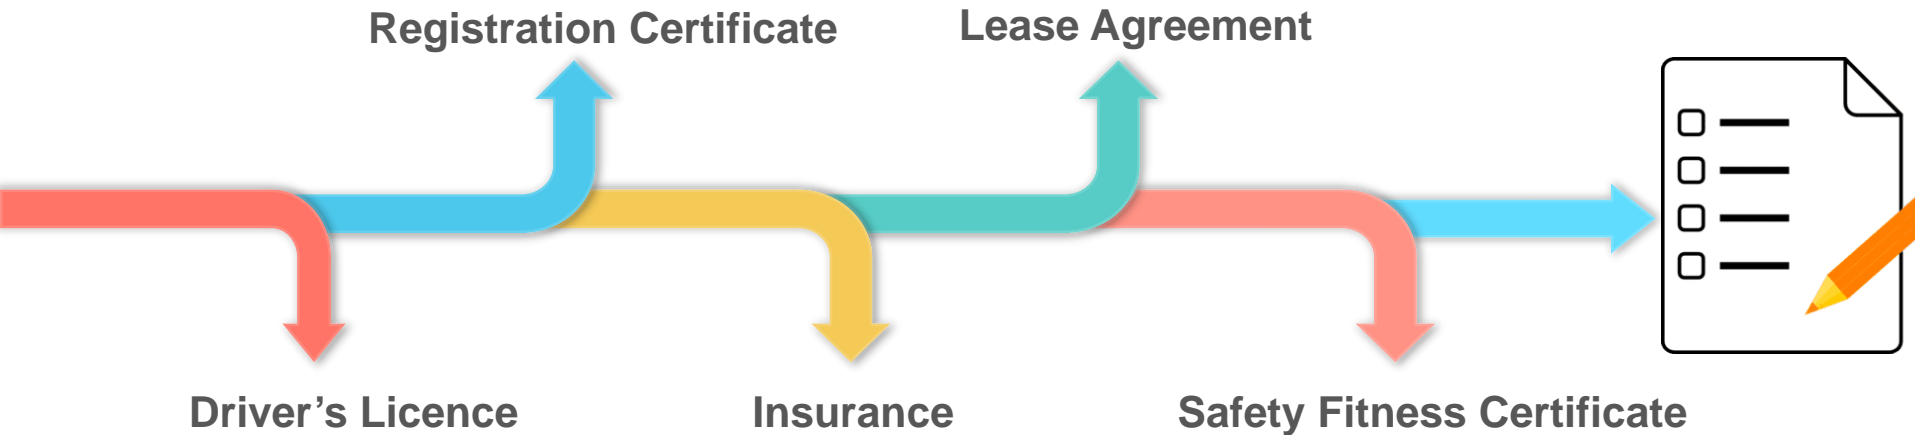 Registration Certificate
Lease Agreement
Driver’s Licence
Insurance
Safety Fitness Certificate